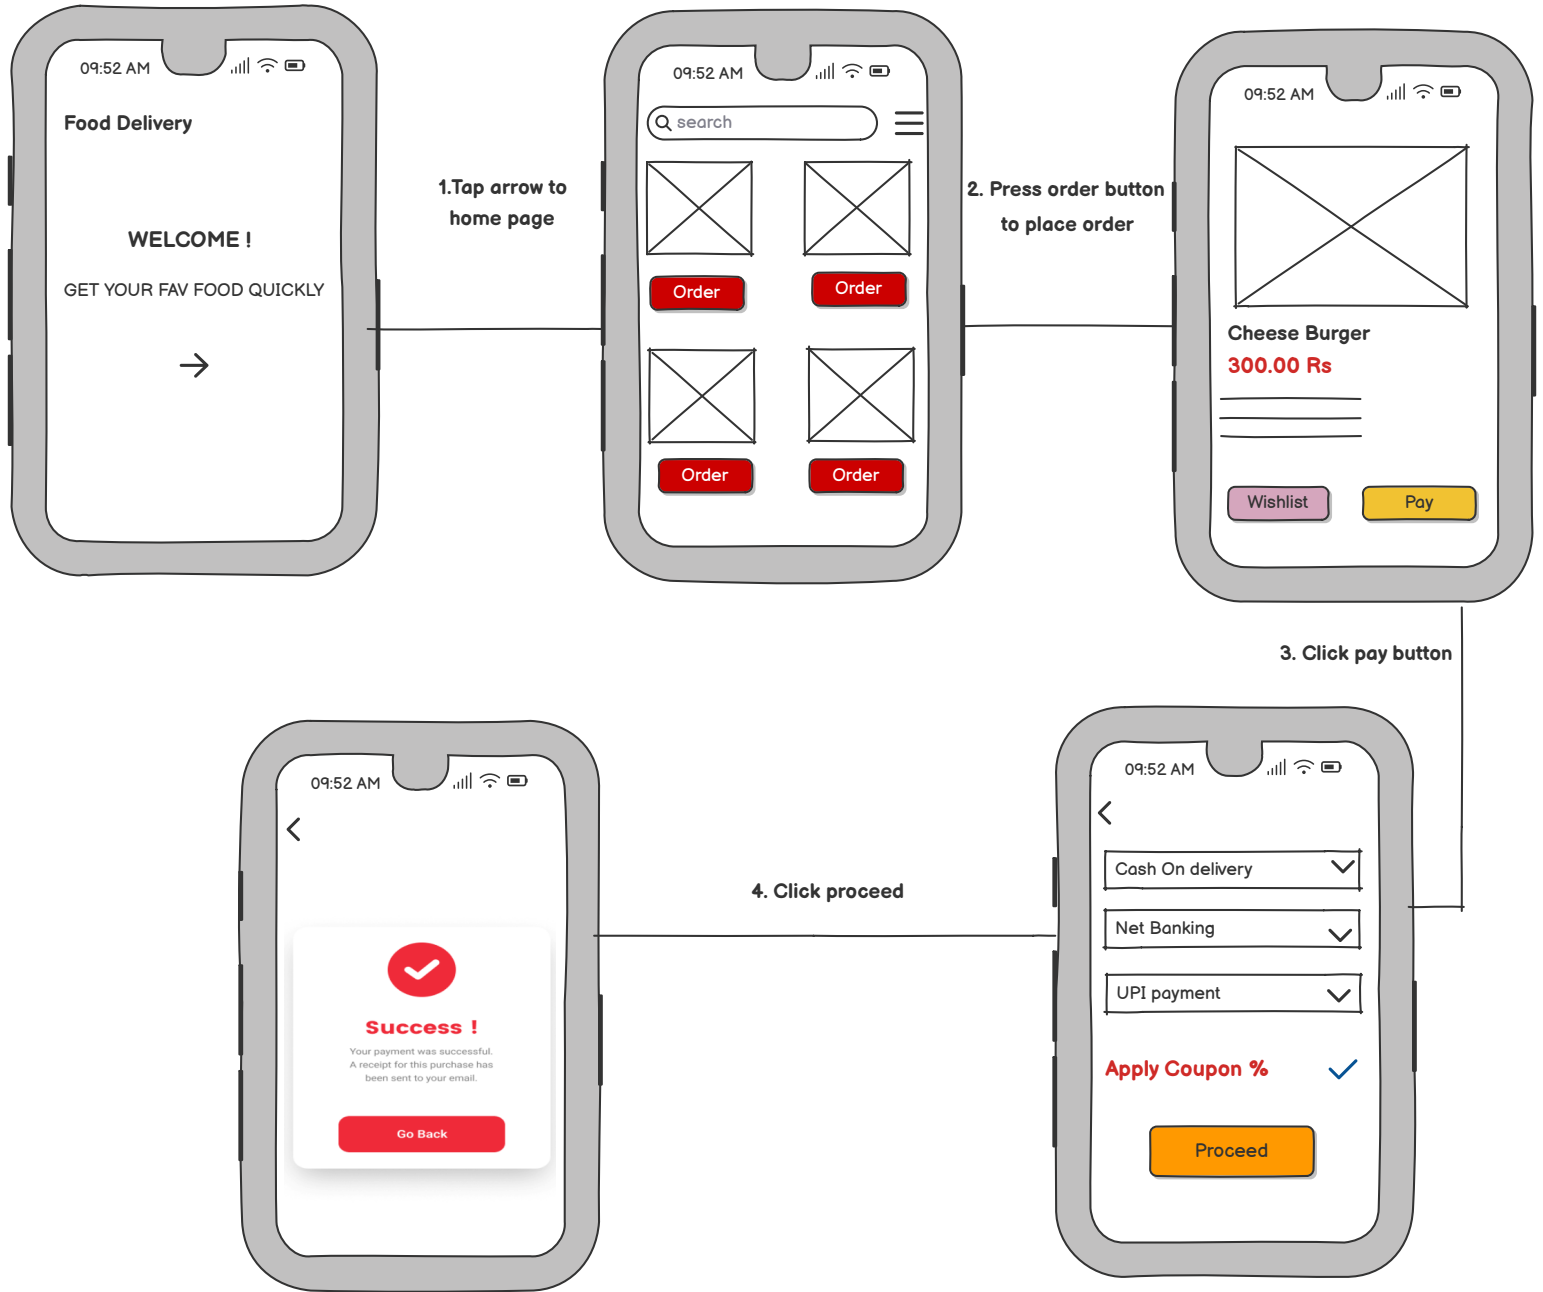 09:52 AM
Food Delivery
WELCOME !
GET YOUR FAV FOOD QUICKLY
1.Tap arrow to
home page
09:52 AM
search
Order
Order
Order
Order
2. Press order button
to place order
09:52 AM
Cheese Burger
300.00 Rs
Wishlist
Pay
3. Click pay button
09:52 AM
Cash On delivery
Net Banking
UPI payment
Apply Coupon %
Proceed
4. Click proceed
09:52 AM
Success !
Your payment was successful.
A receipt for this purchase has
been sent to your email.
Go Back